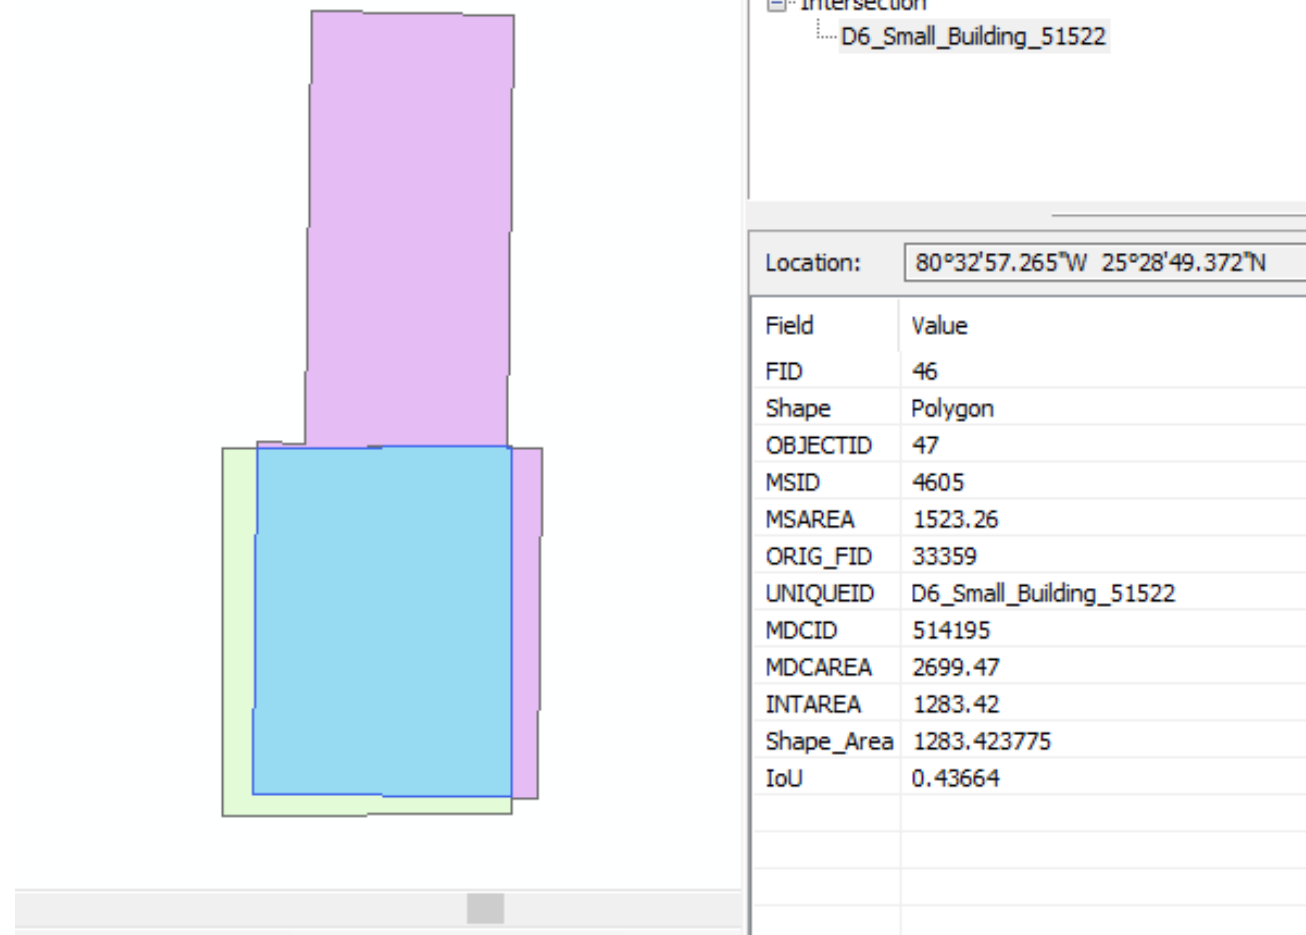 Intersection
D6_Small_Building_51522
Location: 80°32'57.265"W 25°28'49.372"N
Field Value
FID 46
Shape Polygon
OBJECTID 47
MSID 4605
MSAREA 1523.26
ORIG_FID 33359
UNIQUEID D6_Small_Building_51522
MDCID 514195
MDCAREA 2699.47
INTAREA 1283.42
Shape_Area 1283.423775
IoU 0.43664